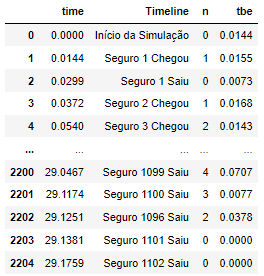 time Timeline n tbe
0 0.0000 Início da Simulação 0 0.0144
1 0.0144 Seguro 1 Chegou 1 0.0155
2 0.0299 Seguro 1 Saiu 0 0.0073
3 0.0372 Seguro 2 Chegou 1 0.0168
4 0.0540 Seguro 3 Chegou 2 0.0143
... ... ... ... ...
2200 29.0467 Seguro 1099 Saiu 4 0.0707
2201 29.1174 Seguro 1100 Saiu 3 0.0077
2202 29.1251 Seguro 1096 Saiu 2 0.0378
2203 29.1381 Seguro 1101 Saiu 0 0.0000
2204 29.1759 Seguro 1102 Saiu 0 0.0000